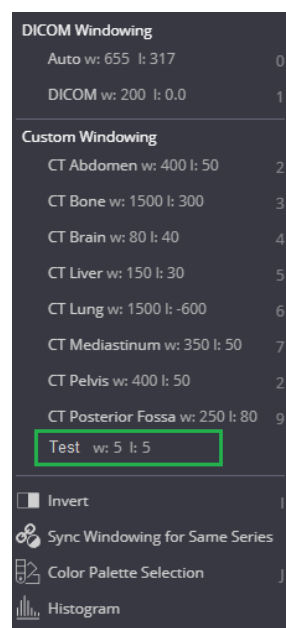 DICOM Windowing
Auto w: 655 l: 317 0
DICOM w: 200 l: 0.0 1
Custom Windowing
CT Abdomen w: 400 l: 50 2
CT Bone w: 1500 l: 300 3
CT Brain w: 80 l: 40 4
CT Liver w: 150 l: 30 5
CT Lung w: 1500 l: -600 6
CT Mediastinum w: 350 l: 50 7
CT Pelvis w: 400 l: 50 2
CT Posterior Fossa w: 250 l: 80 9
Test w: 5 l: 5
Invert I
Sync Windowing for Same Series
Color Palette Selection J
Histogram